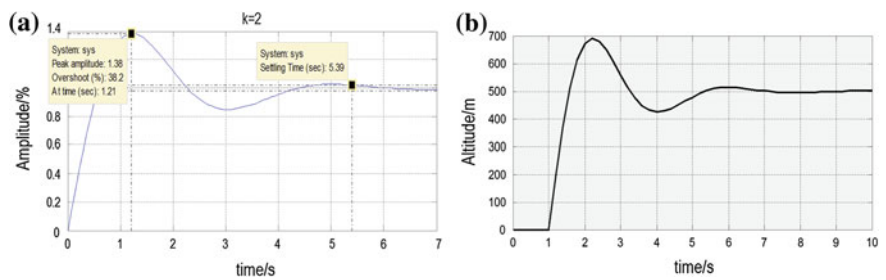 (a)
k=2
1.4
System: sys
Peak amplitude: 1.38
Overshoot (%): 38.2
At time (sec): 1.21
System: sys
Settling Time (sec): 5.39
0.8
0.6
0.4
0.2
0
Amplitude/%
0 1 2 3 4 5 6 7
time/s
(b)
700
600
500
400
300
200
100
0
Altitude/m
0 1 2 3 4 5 6 7 8 9 10
time/s